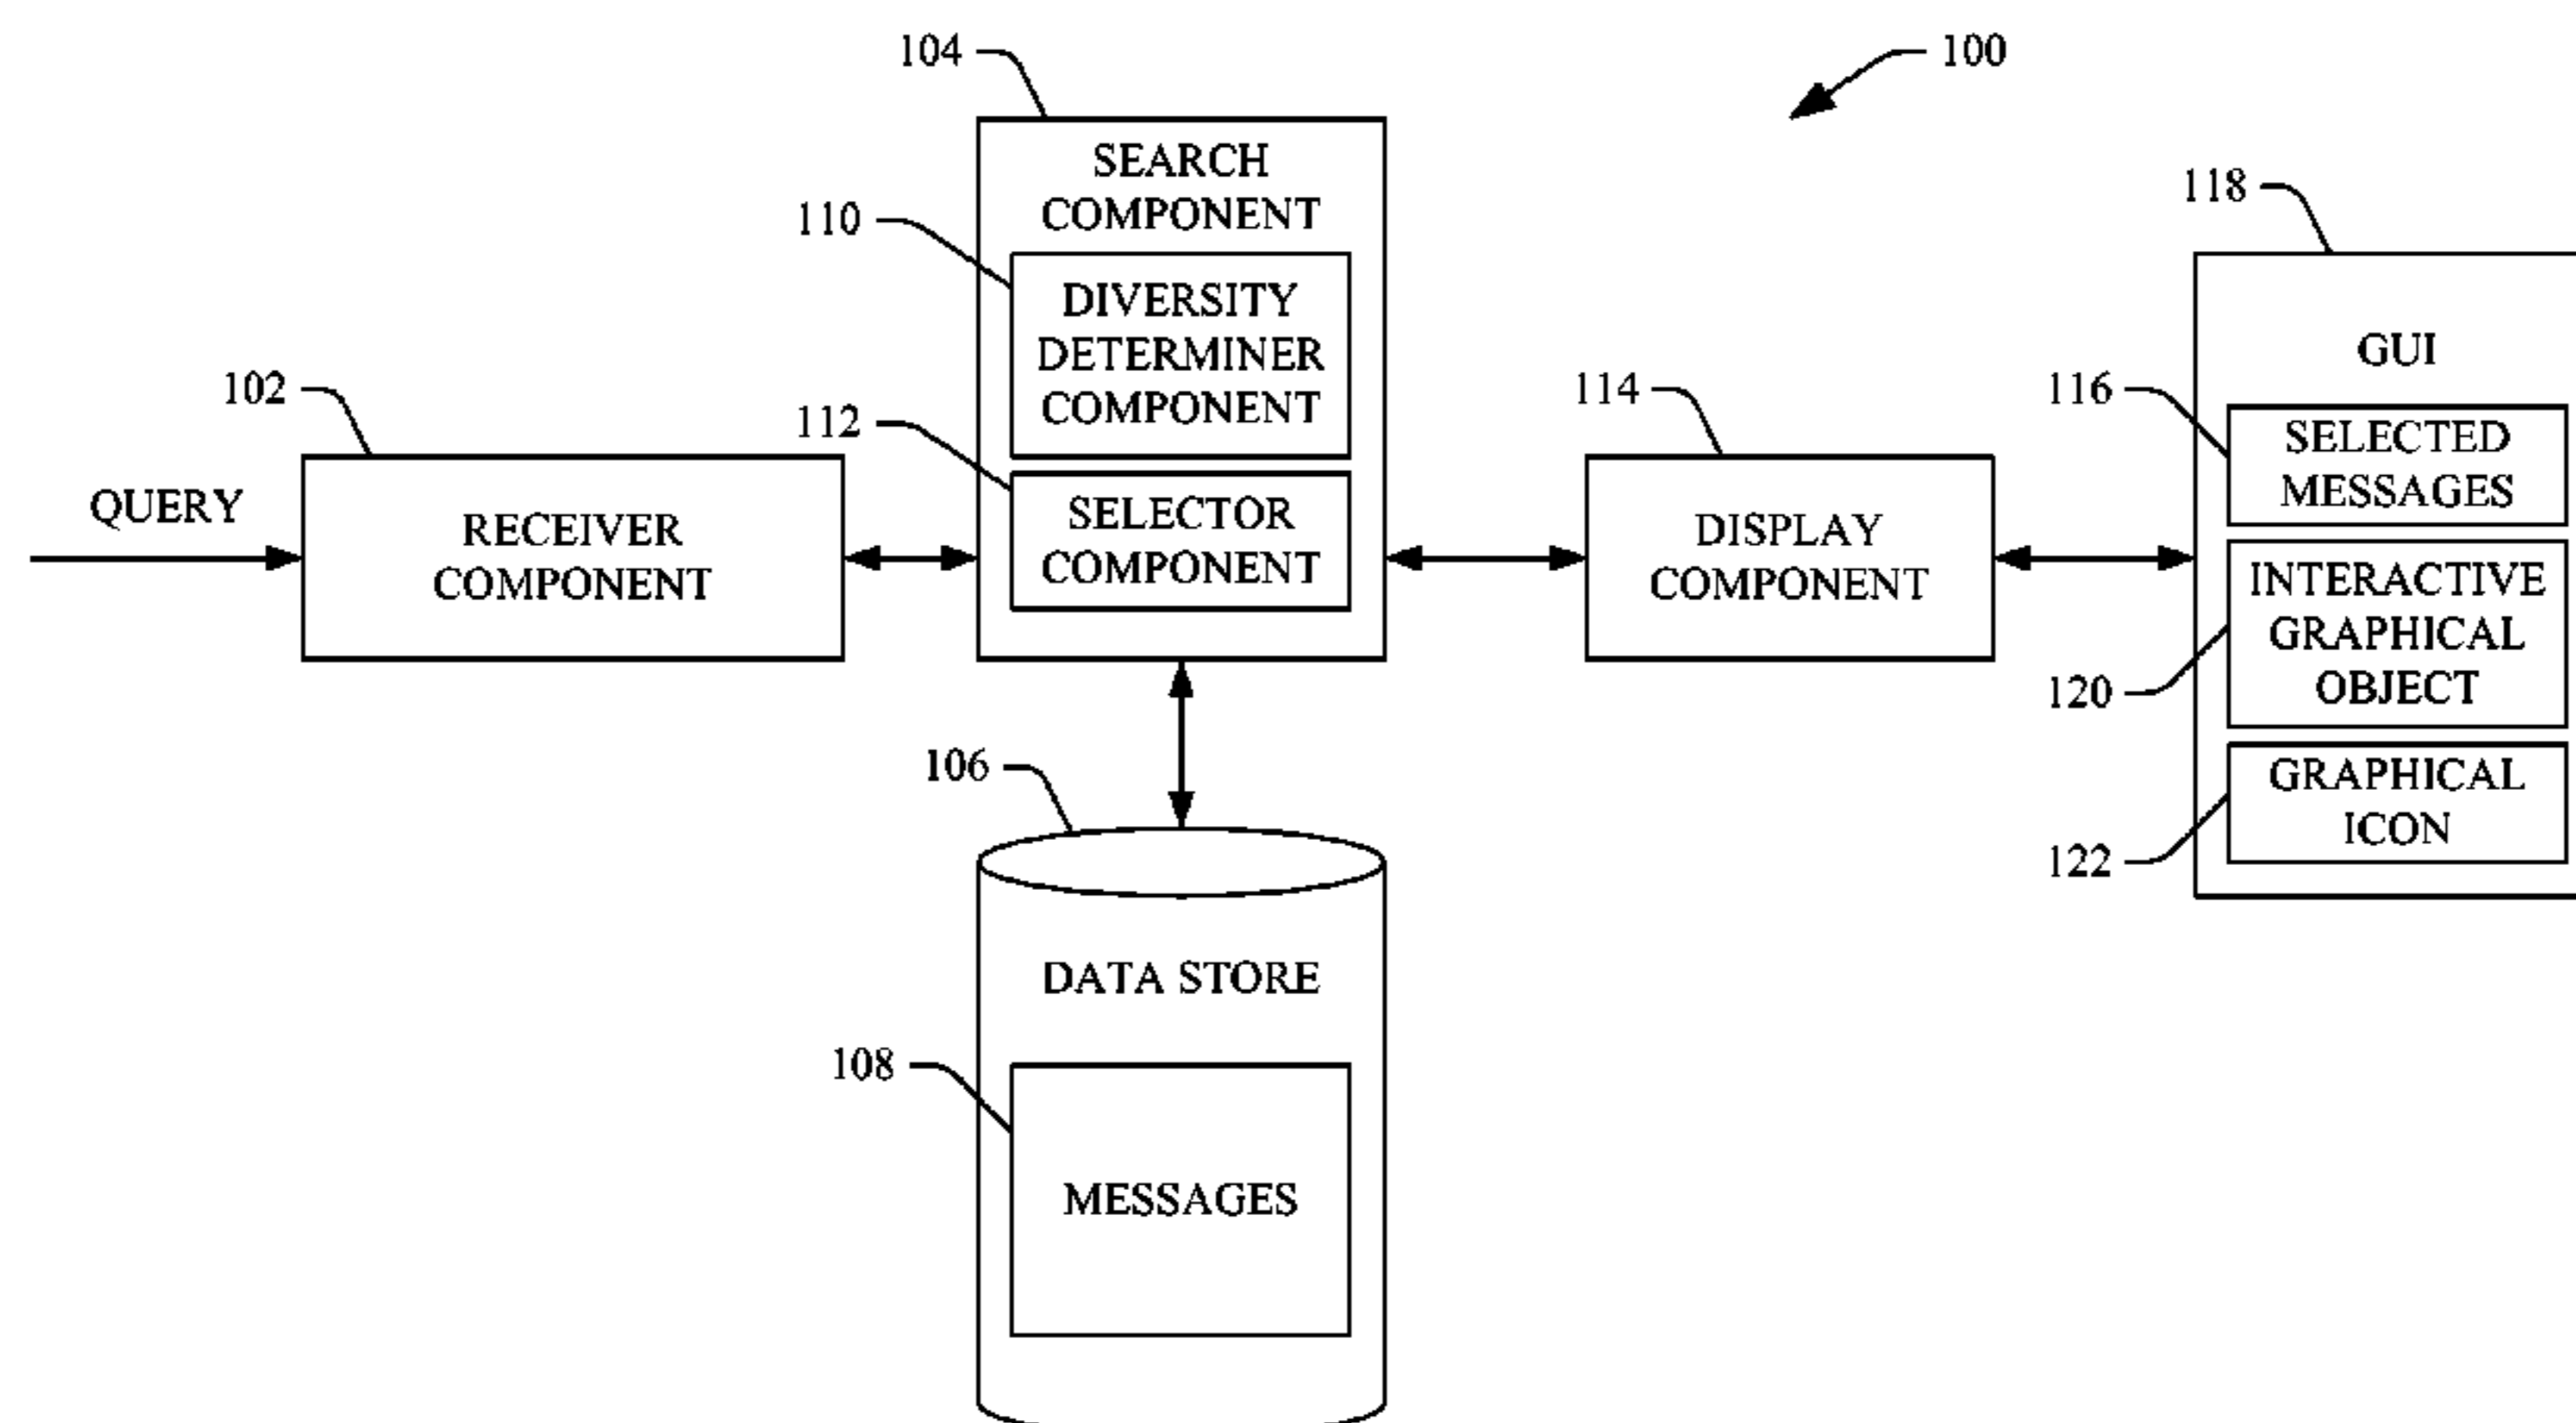 104
100
SEARCH
COMPONENT
110
DIVERSITY
DETERMINER
COMPONENT
112
SELECTOR
COMPONENT
102
QUERY
RECEIVER
COMPONENT
114
DISPLAY
COMPONENT
118
GUI
116
SELECTED
MESSAGES
INTERACTIVE
GRAPHICAL
OBJECT
120
GRAPHICAL
ICON
122
106
DATA STORE
108
MESSAGES